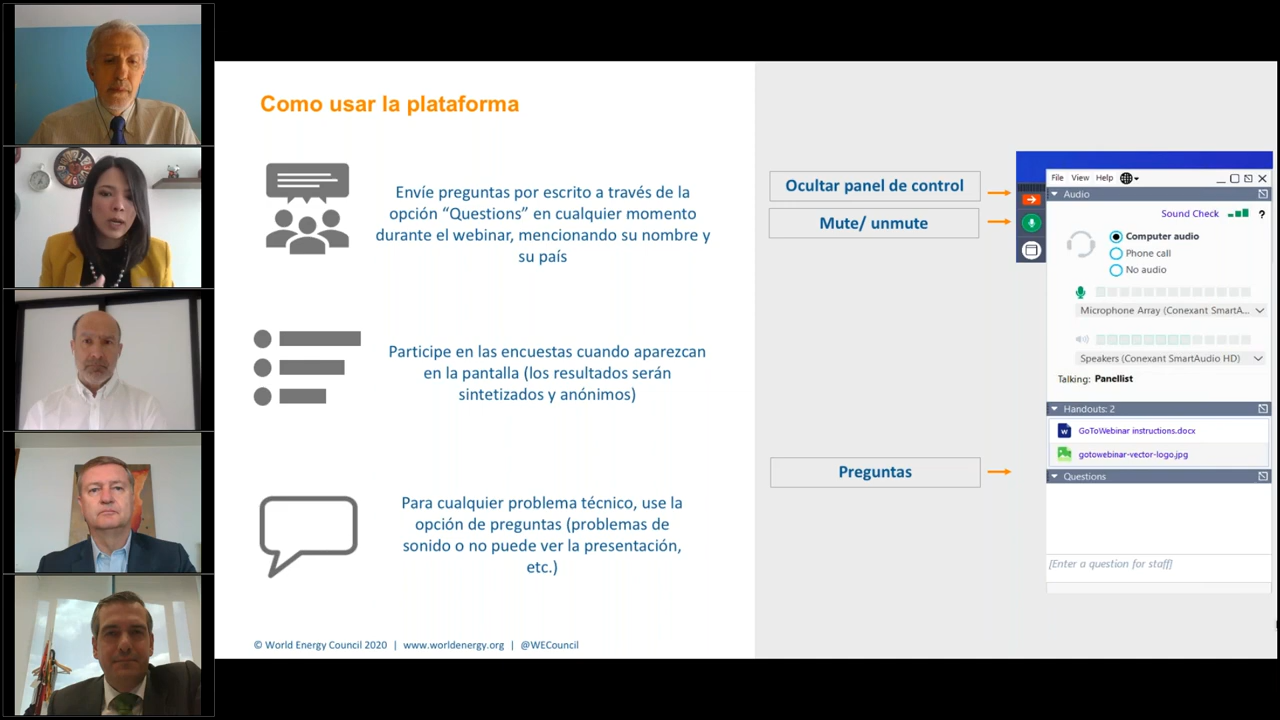 Como usar la plataforma
Envíe preguntas por escrito a través de la
opción “Questions” en cualquier momento
durante el webinar, mencionando su nombre y
su país
Participe en las encuestas cuando aparezcan
en la pantalla (los resultados serán
sintetizados y anónimos)
Para cualquier problema técnico, use la
opción de preguntas (problemas de
sonido o no puede ver la presentación,
etc.)
© World Energy Council 2020 | www.worldenergy.org | @WECouncil
Ocultar panel de control
Mute/ unmute
Preguntas
File View Help
Audio
Sound Check ?
Computer audio
Phone call
No audio
Microphone Array (Conexant SmartA...
Speakers (Conexant SmartAudio HD)
Talking: Panellist
Handouts: 2
GoToWebinar instructions.docx
gotowebinar-vector-logo.jpg
Questions
[Enter a question for staff]